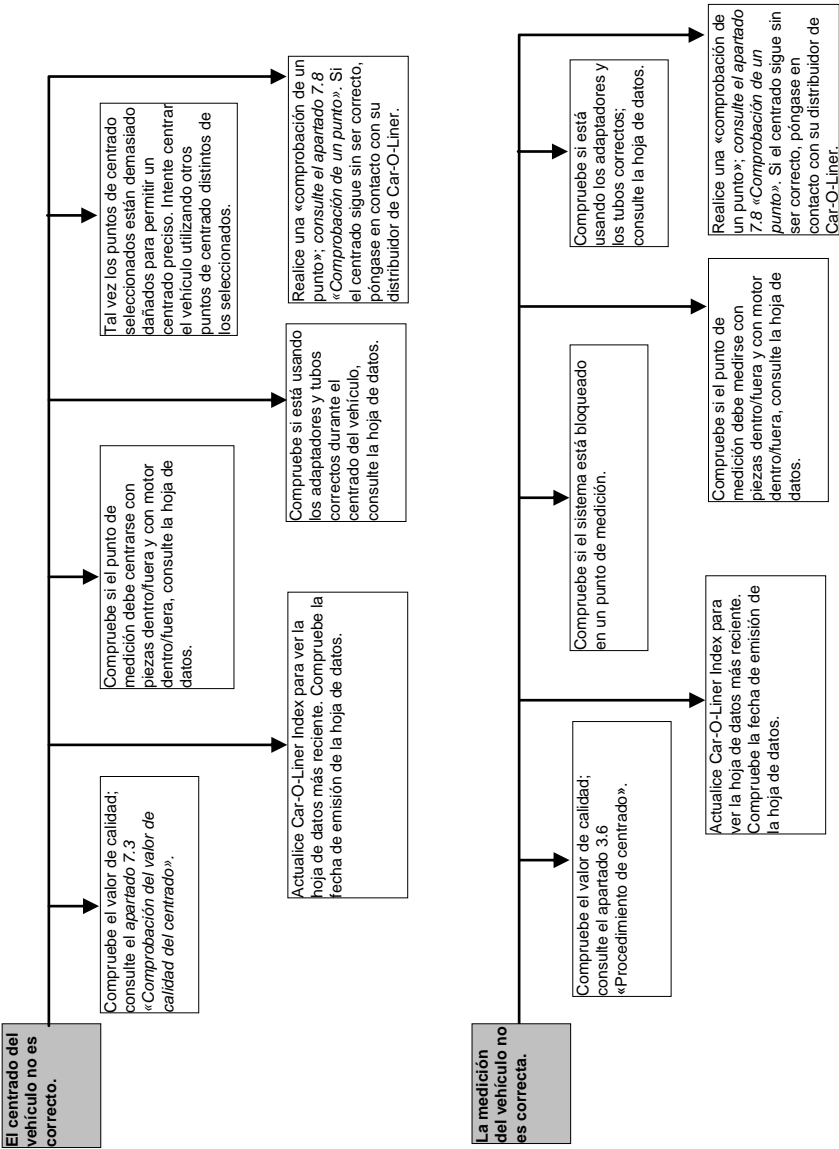 El centrado del
vehículo no es
correcto.
Compruebe el valor de calidad;
consulte el apartado 7.3
«Comprobación del valor de
calidad del centrado».
Actualice Car-O-Liner Index para ver la
hoja de datos más reciente. Compruebe la
fecha de emisión de la hoja de datos.
Compruebe si el punto de
medición debe centrarse con
piezas dentro/fuera y con motor
dentro/fuera, consulte la hoja de
datos.
Compruebe si está usando
los adaptadores y tubos
correctos durante el
centrado del vehículo,
consulte la hoja de datos.
Tal vez los puntos de centrado
seleccionados están demasiado
dañados para permitir un
centrado preciso. Intente centrar
el vehículo utilizando otros
puntos de centrado distintos de
los seleccionados.
Realice una «comprobación de un
punto»; consulte el apartado 7.8
«Comprobación de un punto». Si
el centrado sigue sin ser correcto,
póngase en contacto con su
distribuidor de Car-O-Liner.
La medición
del vehículo no
es correcta.
Compruebe el valor de calidad;
consulte el apartado 3.6
«Procedimiento de centrado».
Actualice Car-O-Liner Index para
ver la hoja de datos más reciente.
Compruebe la fecha de emisión de
la hoja de datos.
Compruebe si el sistema está bloqueado
en un punto de medición.
Compruebe si el punto de
medición debe medirse con
piezas dentro/fuera y con motor
dentro/fuera, consulte la hoja de
datos.
Compruebe si está
usando los adaptadores y
los tubos correctos;
consulte la hoja de datos.
Realice una «comprobación de
un punto»; consulte el apartado
7.8 «Comprobación de un
punto». Si el centrado sigue sin
ser correcto, póngase en
contacto con su distribuidor de
Car-O-Liner.